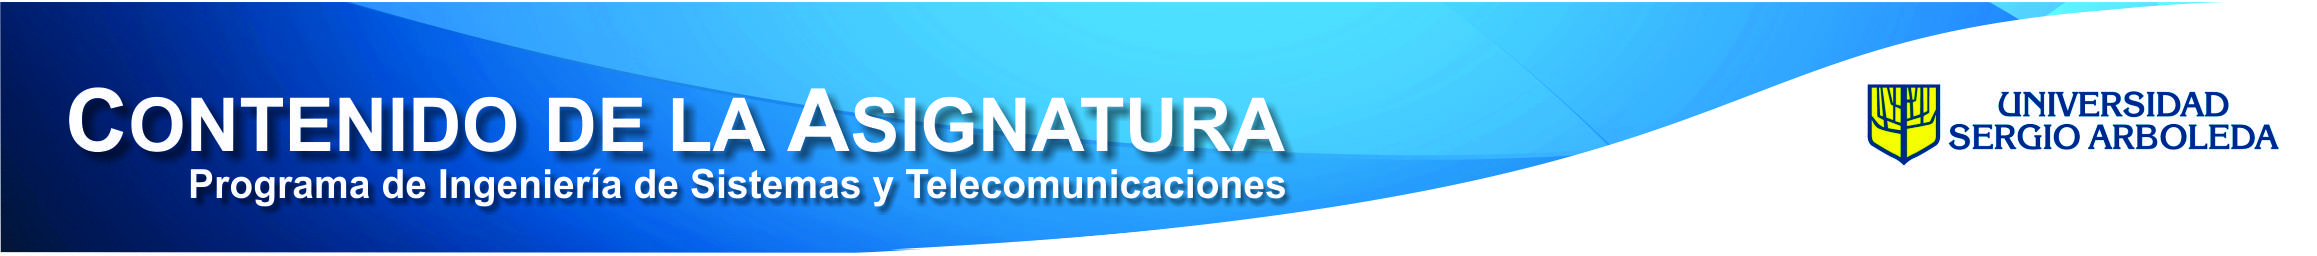 CONTENIDO DE LA ASIGNATURA
Programa de Ingeniería de Sistemas y Telecomunicaciones
UNIVERSIDAD
SERGIO ARBOLEDA